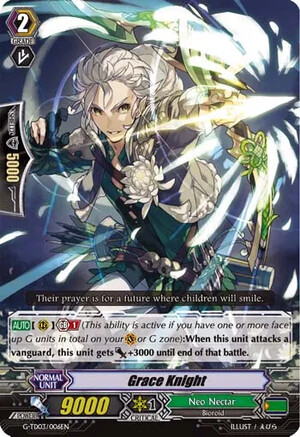 2
GRADE
5000
Their prayer is for a future where children will smile.
AUTO 1 1 (This ability is active if you have one or more face
up G units in total on your or G zone):When this unit attacks a
vanguard, this unit gets +3000 until end of that battle.
NORMAL UNIT
Grace Knight
POWER 9000
1
CRITICAL
Neo Nectar
Bioroid
G-TD03/006EN
ILLUST